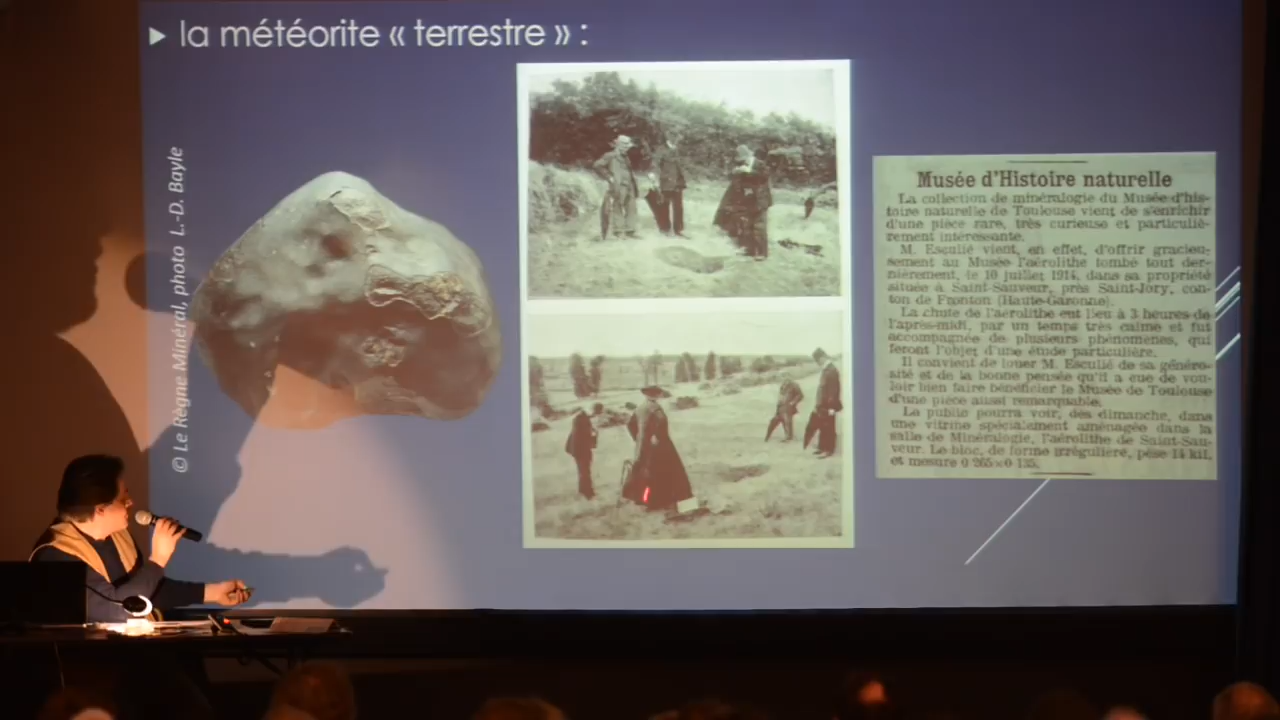 ▶ la météorite « terrestre » :
© Le Règne Minéral, photo L.-D. Bayle
Musée d'Histoire naturelle
La collection de minéralogie du Musée d'his-
toire naturelle de Toulouse vient de s'enrichir
d'une pièce rare, très curieuse et particuliè-
rement intéressante.
M. Esculié vient, en effet, d'offrir gracieu-
sement au Musée l'aérolithe tombé tout der-
nièrement, le 10 juillet 1914, dans sa propriété
située à Saint-Sauveur, près Saint-Jory, can-
ton de Fronton (Haute-Garonne).
La chute de l'aérolithe eut lieu à 3 heures de
l'après-midi, par un temps très calme et fut
accompagnée de plusieurs phénomènes, qui
feront l'objet d'une étude particulière.
Il convient de louer M. Esculié de sa généro-
sité et de la bonne pensée qu'il a eue de vou-
loir bien faire bénéficier le Musée de Toulouse
d'une pièce aussi remarquable.
Le public pourra voir, dès dimanche, dans
une vitrine spécialement aménagée dans la
salle de Minéralogie, l'aérolithe de Saint-Sau-
veur. Le bloc, de forme irrégulière, pèse 14 kil.
et mesure 0 265×0 135.